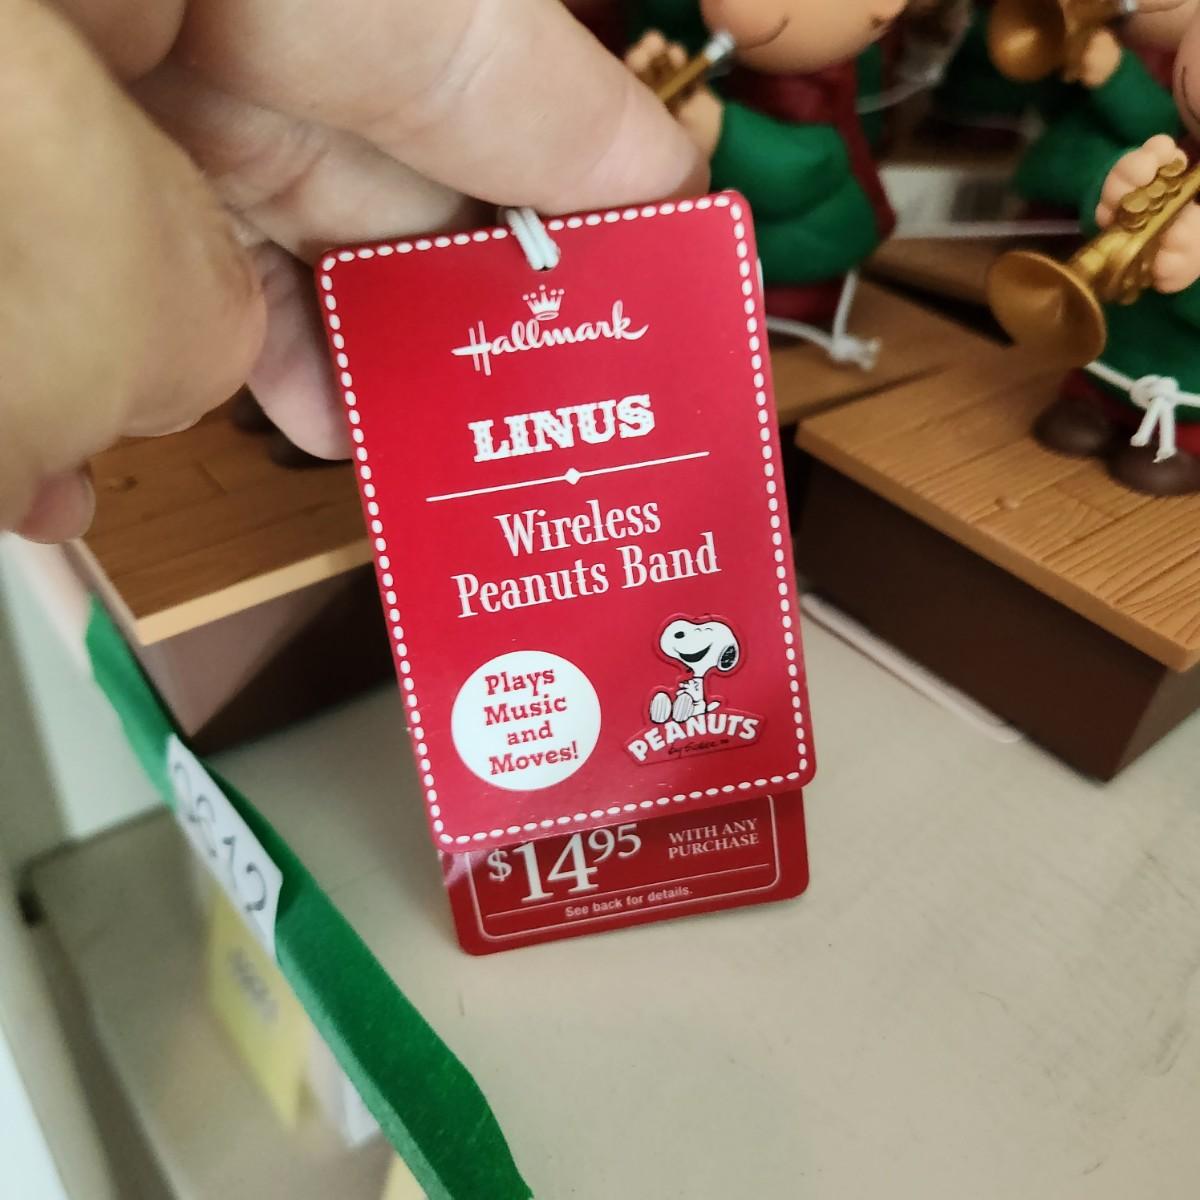 Hallmark
LINUS
Wireless
Peanuts Band
Plays
Music
and
Moves!
PEANUTS
$14.95
WITH ANY
PURCHASE
See back for details.